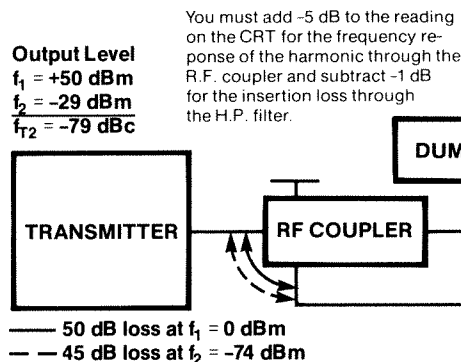 You must add -5 dB to the reading
on the CRT for the frequency re-
ponse of the harmonic through the
R.F. coupler and subtract -1 dB
for the insertion loss through
the H.P. filter.
Output Level
f1 = +50 dBm
f2 = -29 dBm
fT2 = -79 dBc
DUM
TRANSMITTER
RF COUPLER
50 dB loss at f1 = 0 dBm
45 dB loss at f2 = -74 dBm